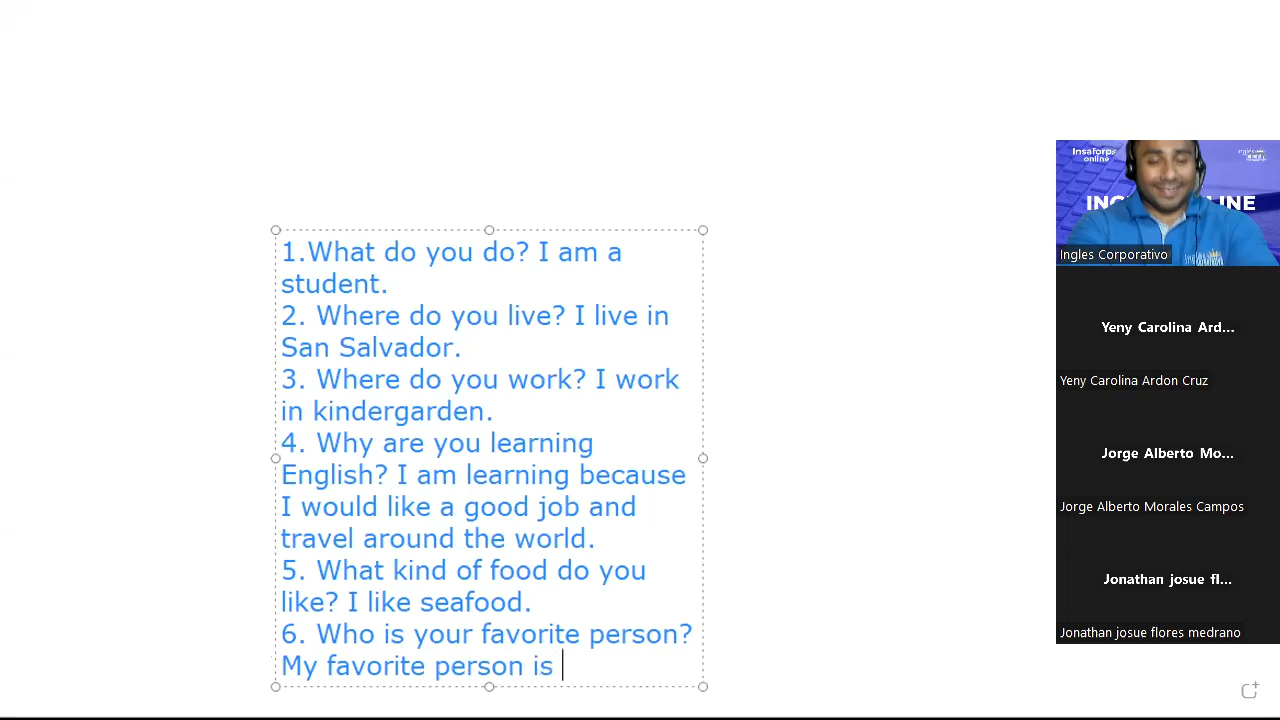 1.What do you do? I am a
student.
2. Where do you live? I live in
San Salvador.
3. Where do you work? I work
in kindergarden.
4. Why are you learning
English? I am learning because
I would like a good job and
travel around the world.
5. What kind of food do you
like? I like seafood.
6. Who is your favorite person?
My favorite person is
Insaforp
online
ING LINE
Ingles Corporativo
Yeny Carolina Ard...
Yeny Carolina Ardon Cruz
Jorge Alberto Mo...
Jorge Alberto Morales Campos
Jonathan josue fl...
Jonathan josue flores medrano